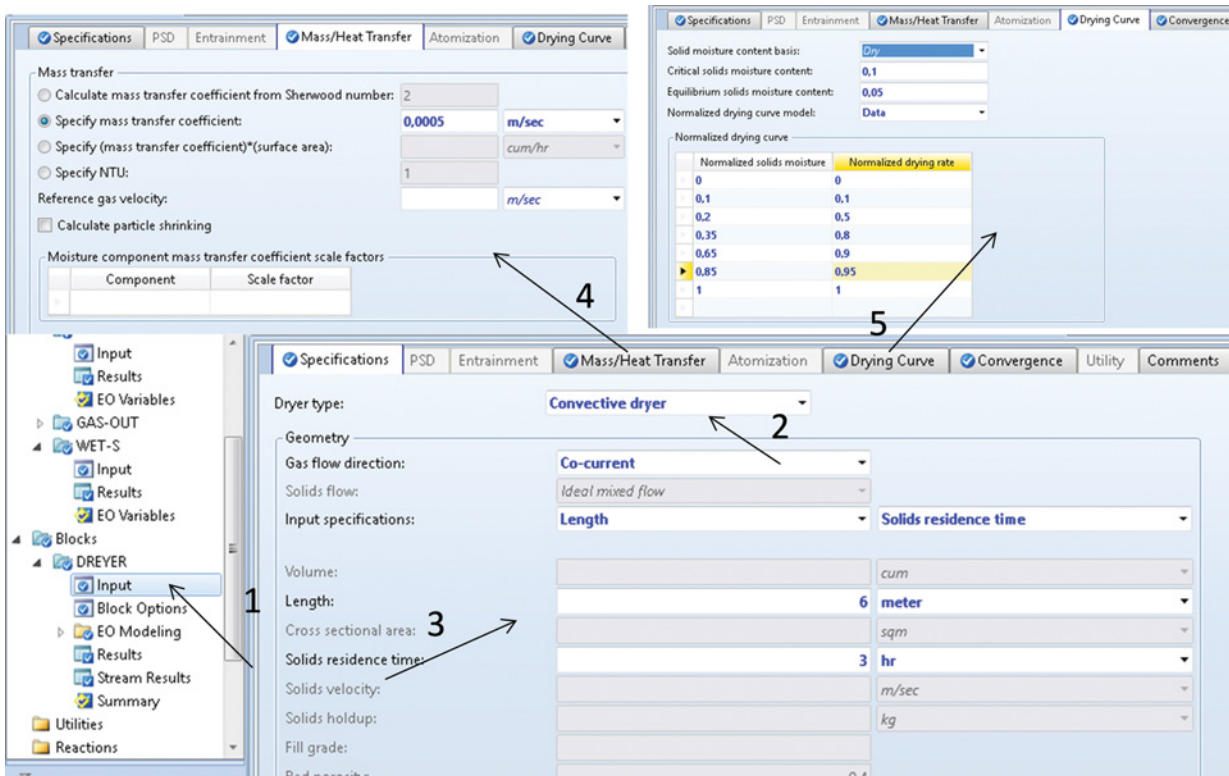 Specifications PSD Entrainment Mass/Heat Transfer Atomization Drying Curve
Mass transfer
Calculate mass transfer coefficient from Sherwood number: 2
Specify mass transfer coefficient: 0,0005 m/sec
Specify (mass transfer coefficient)*(surface area): cum/hr
Specify NTU: 1
Reference gas velocity: m/sec
Calculate particle shrinking
Moisture component mass transfer coefficient scale factors
Component Scale factor
4
Specifications PSD Entrainment Mass/Heat Transfer Atomization Drying Curve Convergence
Solid moisture content basis: Dry
Critical solids moisture content: 0,1
Equilibrium solids moisture content: 0,05
Normalized drying curve model: Data
Normalized drying curve
Normalized solids moisture Normalized drying rate
0 0
0,1 0,1
0,2 0,5
0,35 0,8
0,65 0,9
0,85 0,95
1 1
5
Input
Results
EO Variables
GAS-OUT
WET-S
Input
Results
EO Variables
Blocks
DREYER
Input
Block Options
EO Modeling
Results
Stream Results
Summary
Utilities
Reactions
1
Specifications PSD Entrainment Mass/Heat Transfer Atomization Drying Curve Convergence Utility Comments
Dryer type: Convective dryer
2
Geometry
Gas flow direction: Co-current
Solids flow: Ideal mixed flow
Input specifications: Length Solids residence time
Volume: cum
Length: 6 meter
Cross sectional area: sqm
3
Solids residence time: 3 hr
Solids velocity: m/sec
Solids holdup: kg
Fill grade:
Bed porosity: 0,4